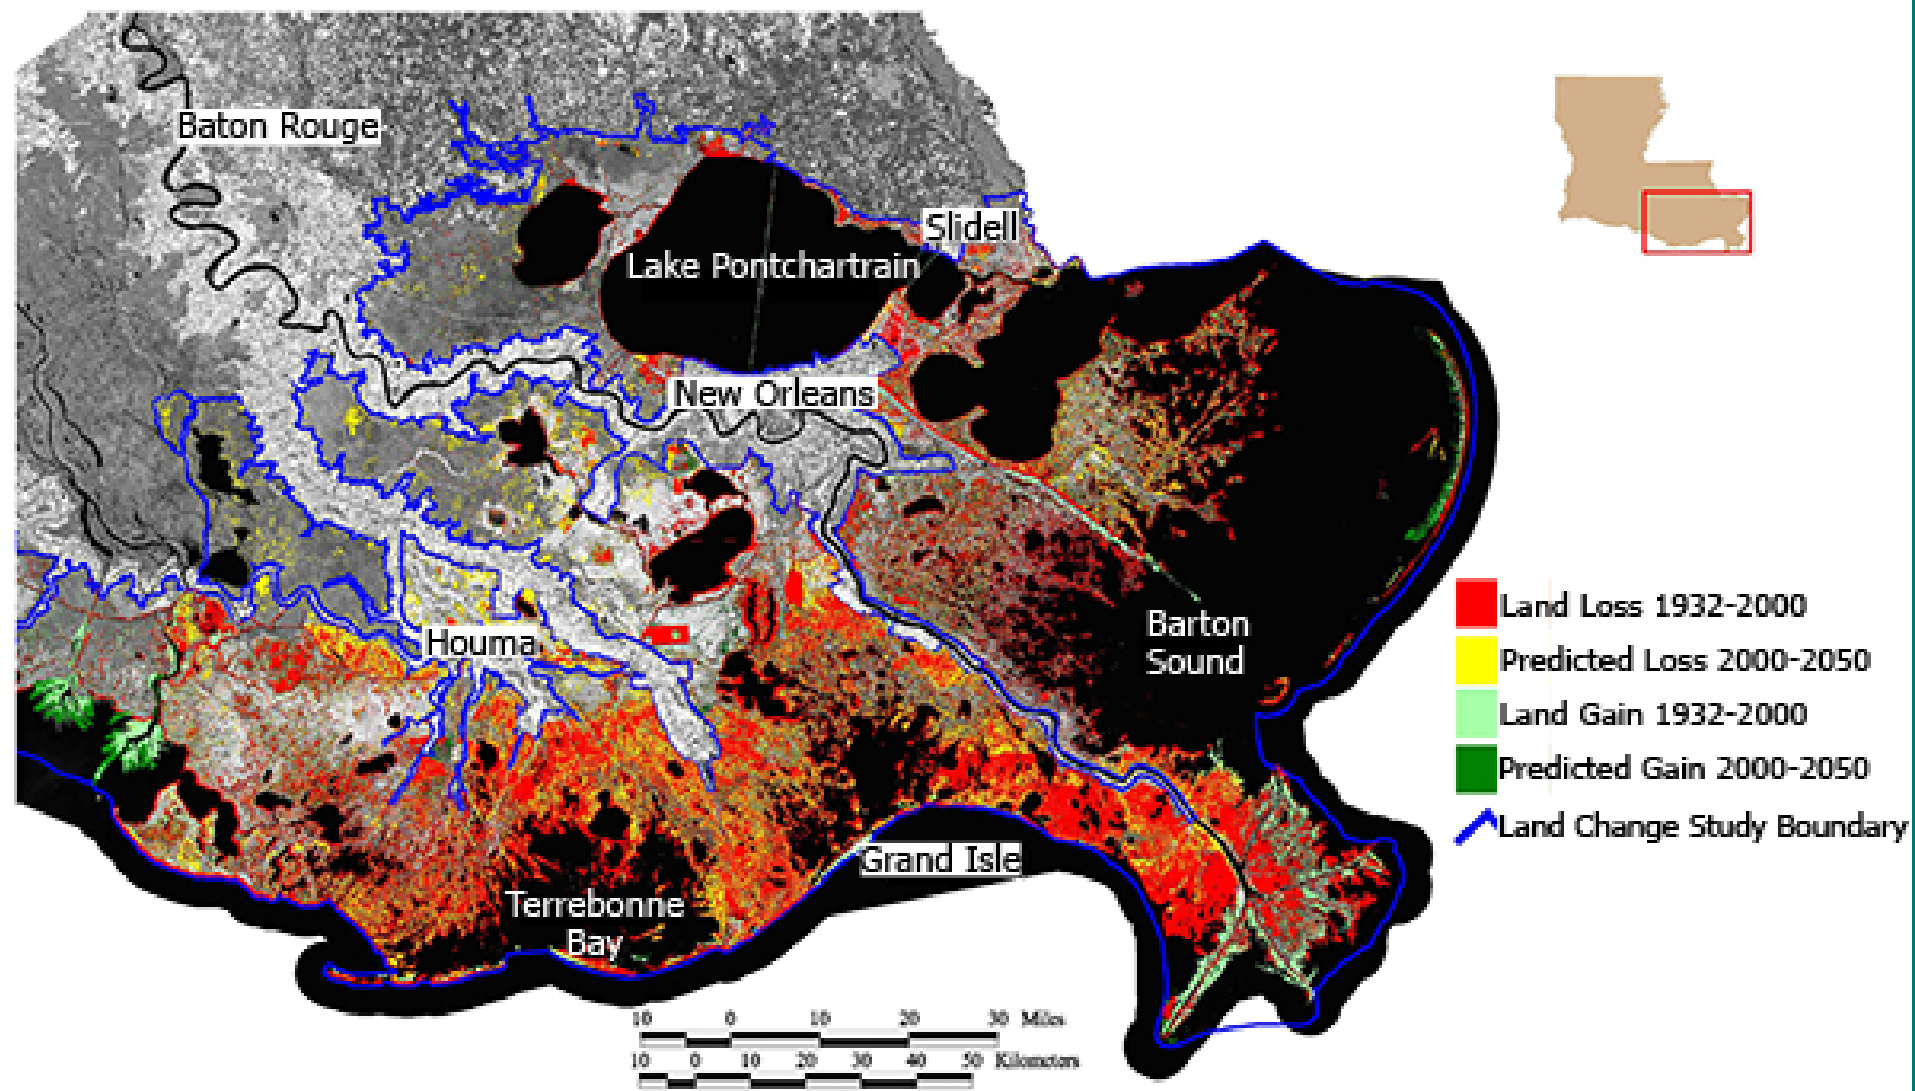 Baton Rouge
Slidell
Lake Pontchartrain
New Orleans
Houma
Barton
Sound
Grand Isle
Terrebonne
Bay
Land Loss 1932-2000
Predicted Loss 2000-2050
Land Gain 1932-2000
Predicted Gain 2000-2050
Land Change Study Boundary
10 0 10 20 30 Miles
10 0 10 20 30 40 50 Kilometers